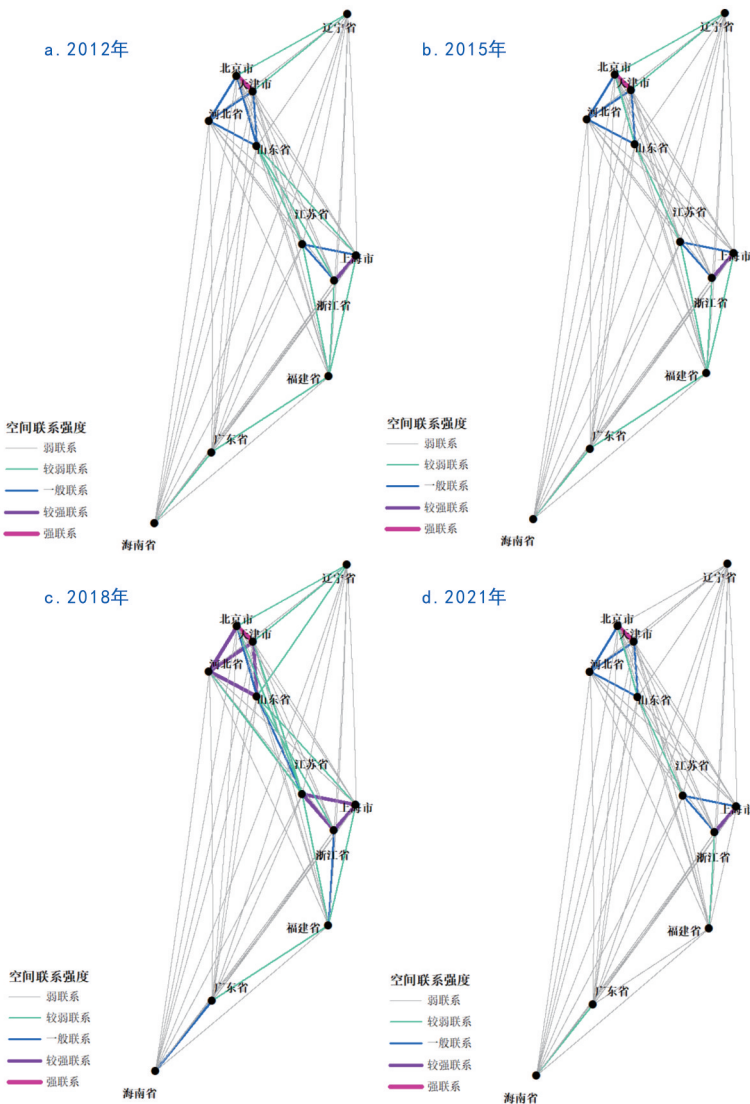 a. 2012年
辽宁省
北京市
天津市
河北省
山东省
江苏省
上海市
浙江省
福建省
广东省
海南省
空间联系强度
弱联系
较弱联系
一般联系
较强联系
强联系
b. 2015年
辽宁省
北京市
天津市
河北省
山东省
江苏省
上海市
浙江省
福建省
广东省
海南省
空间联系强度
弱联系
较弱联系
一般联系
较强联系
强联系
c. 2018年
辽宁省
北京市
天津市
河北省
山东省
江苏省
上海市
浙江省
福建省
广东省
海南省
空间联系强度
弱联系
较弱联系
一般联系
较强联系
强联系
d. 2021年
辽宁省
北京市
天津市
河北省
山东省
江苏省
上海市
浙江省
福建省
广东省
海南省
空间联系强度
弱联系
较弱联系
一般联系
较强联系
强联系